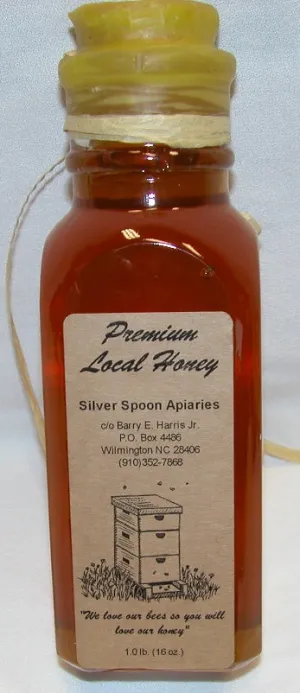 Premium
Local Honey
Silver Spoon Apiaries
c/o Barry E. Harris Jr.
P.O. Box 4486
Wilmington NC 28406
(910)352-7868
"We love our bees so you will
love our honey"
1.0 lb. (16 oz.)